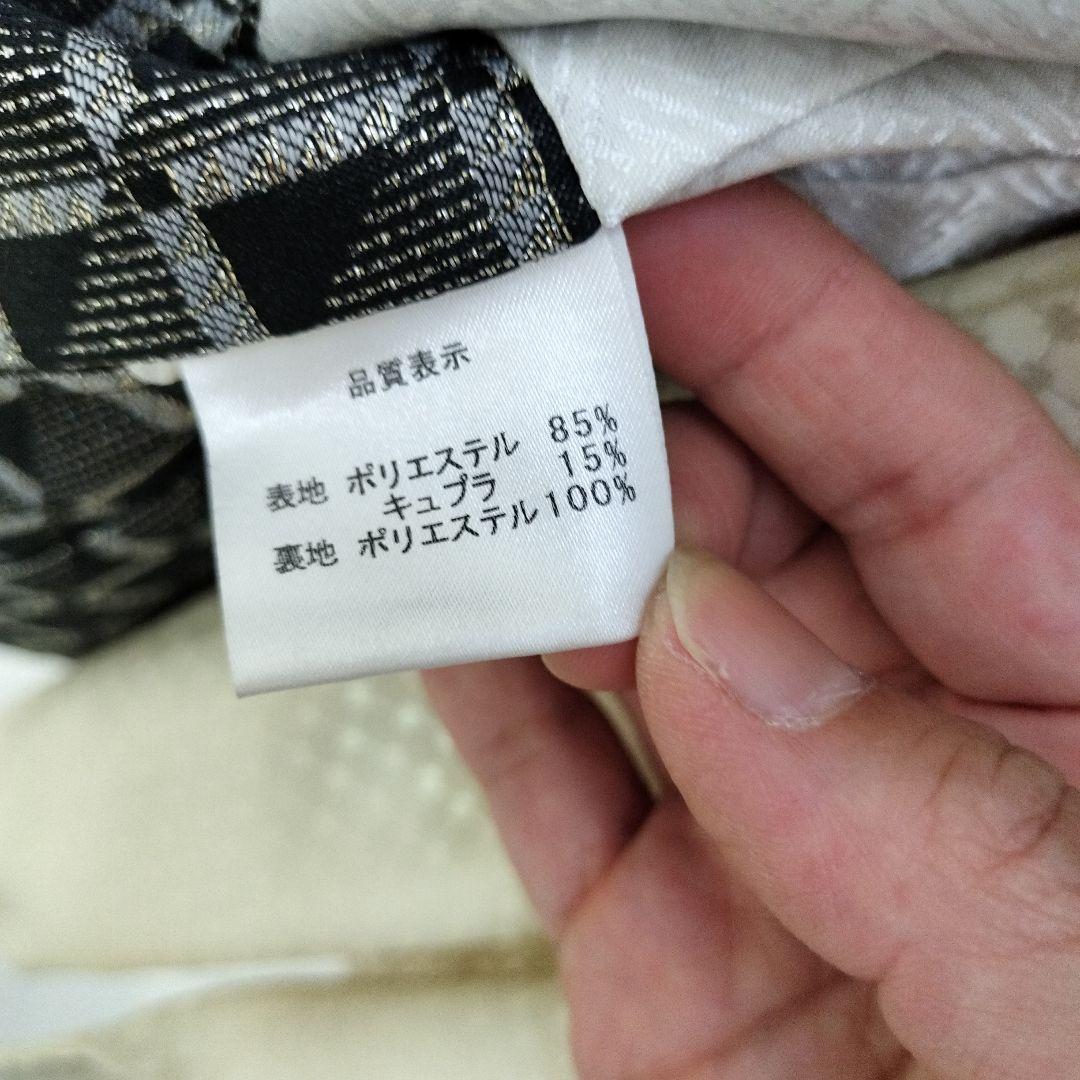 品質表示
表地 ポリエステル 85%
キュプラ 15%
裏地 ポリエステル100%